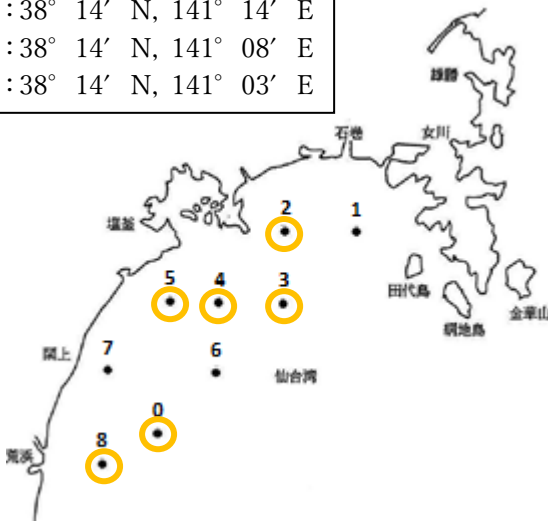 :38° 14′ N, 141° 14′ E
:38° 14′ N, 141° 08′ E
:38° 14′ N, 141° 03′ E
雄勝
石巻
女川
塩釜
2
1
5
4
3
田代島
網地島
金華山
閖上
7
6
仙台湾
0
8
荒浜